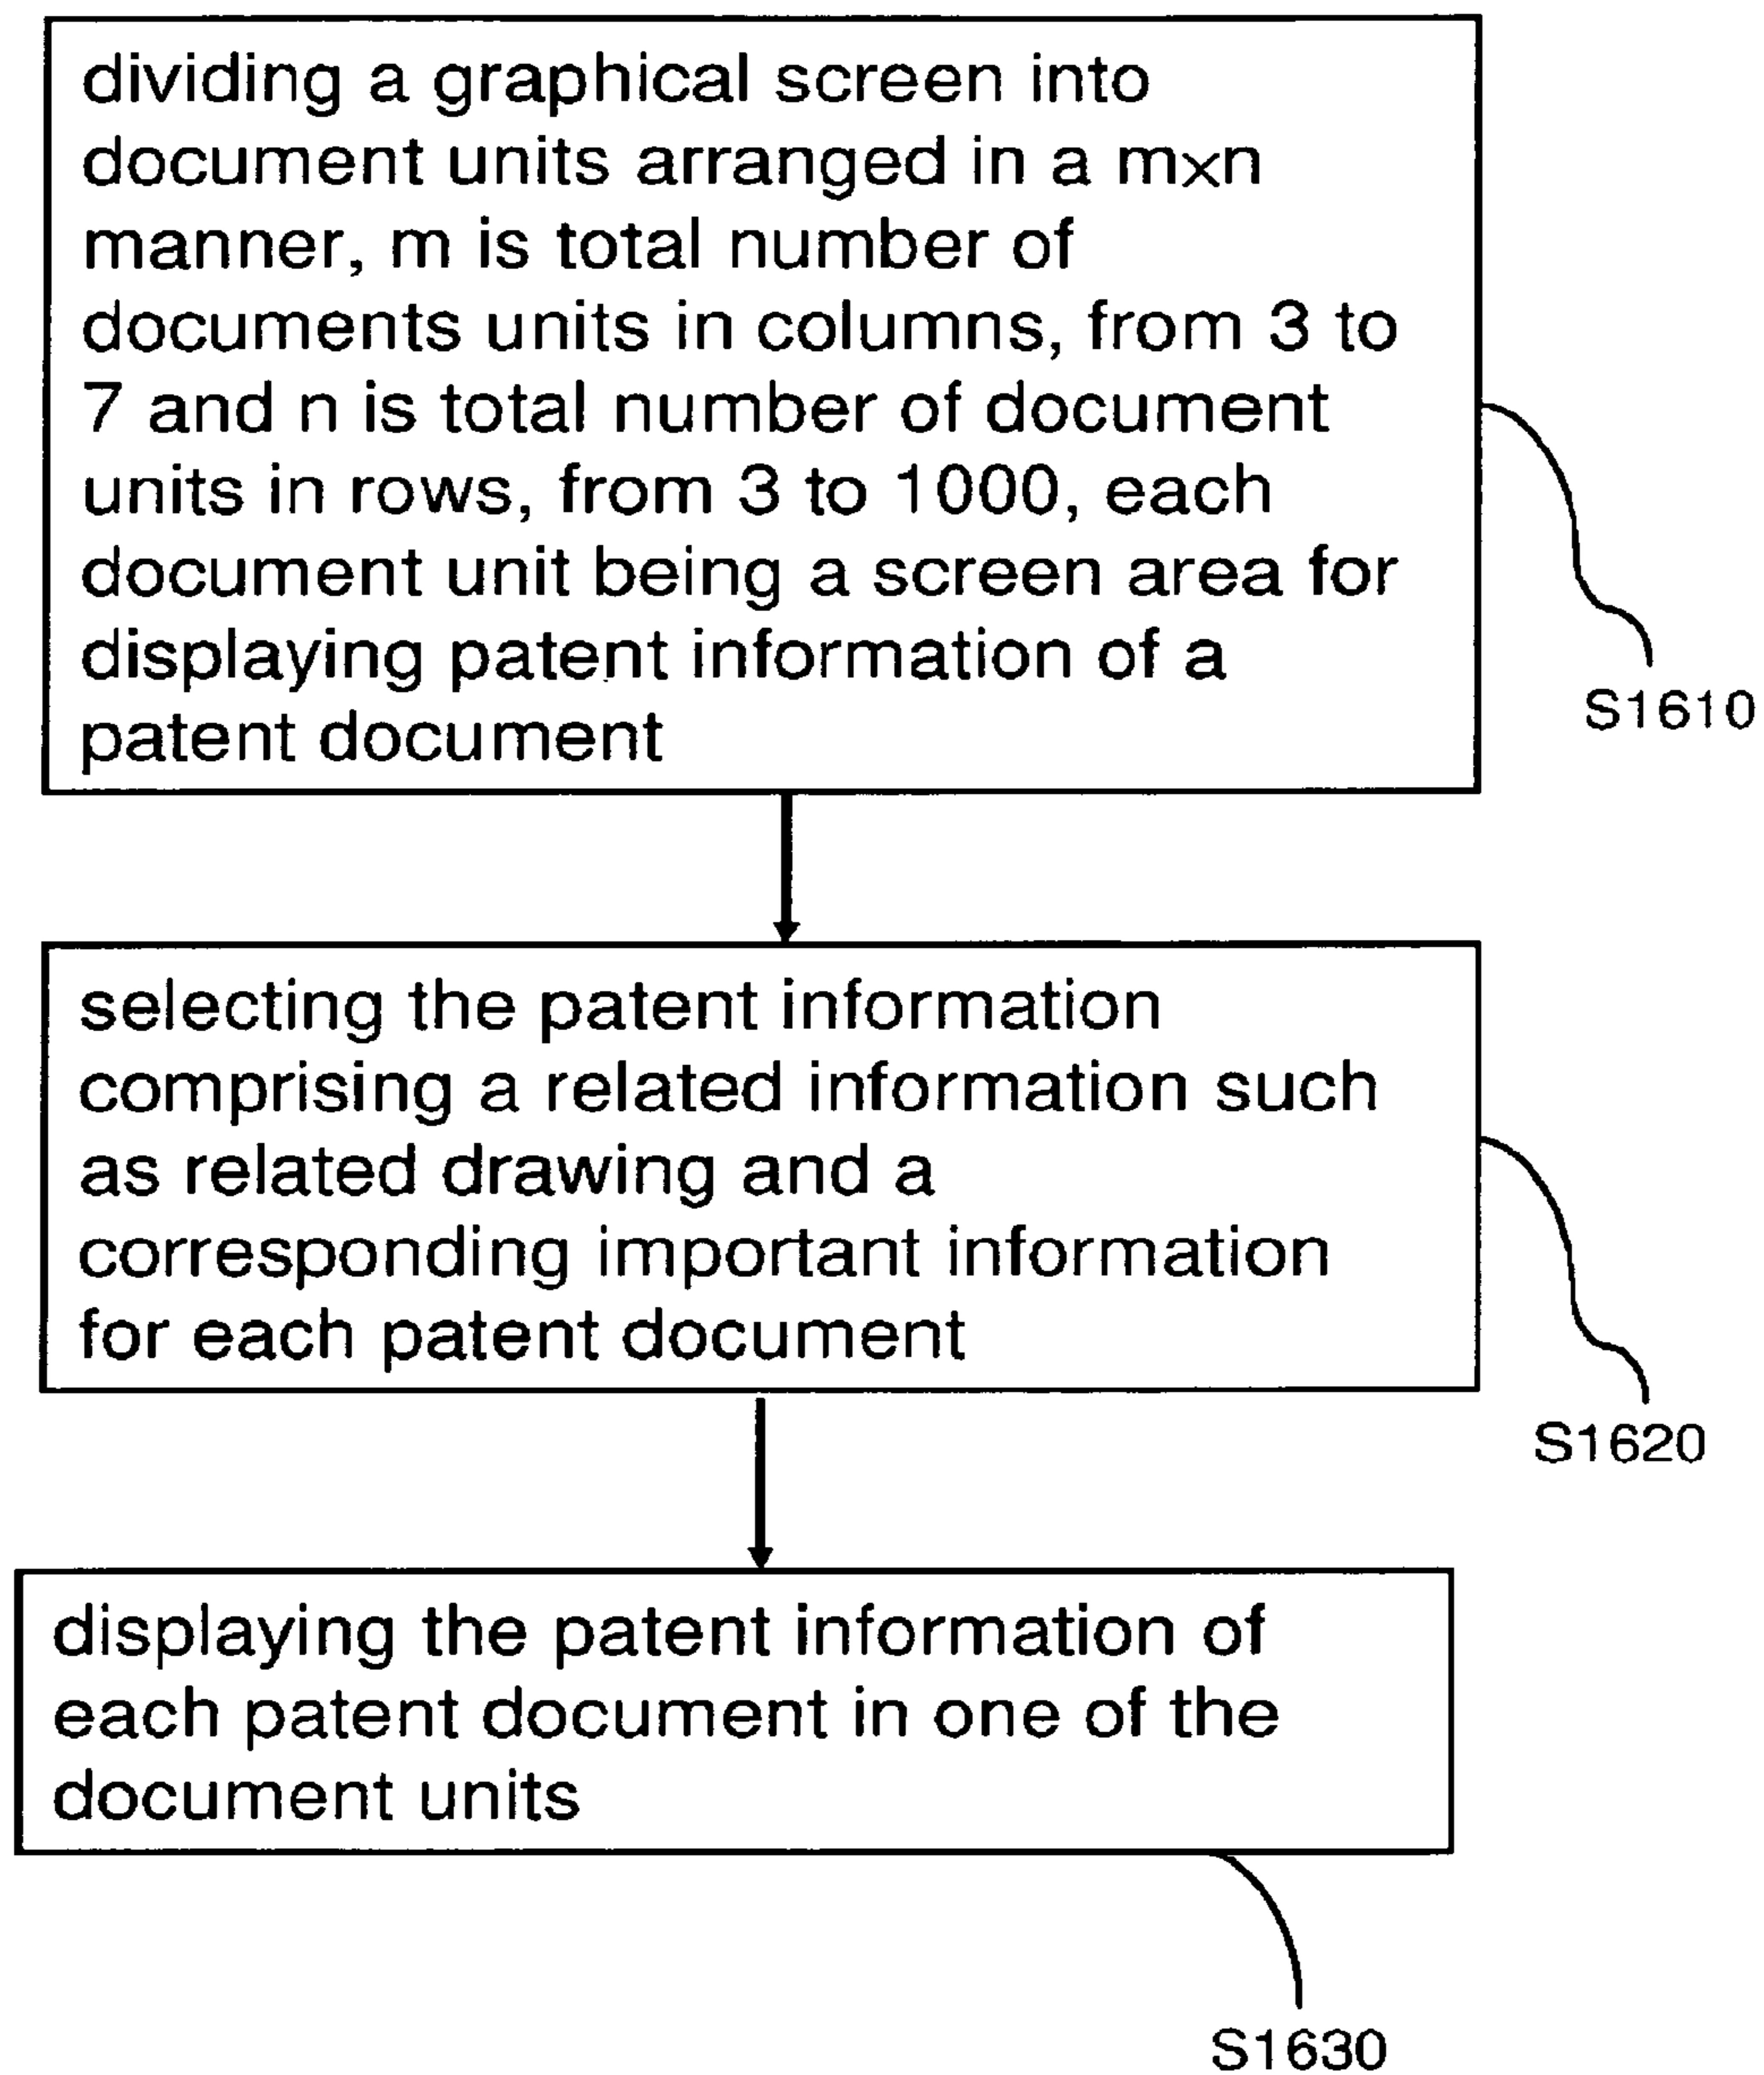 dividing a graphical screen into
document units arranged in a m×n
manner, m is total number of
documents units in columns, from 3 to
7 and n is total number of document
units in rows, from 3 to 1000, each
document unit being a screen area for
displaying patent information of a
patent document
S1610
selecting the patent information
comprising a related information such
as related drawing and a
corresponding important information
for each patent document
S1620
displaying the patent information of
each patent document in one of the
document units
S1630